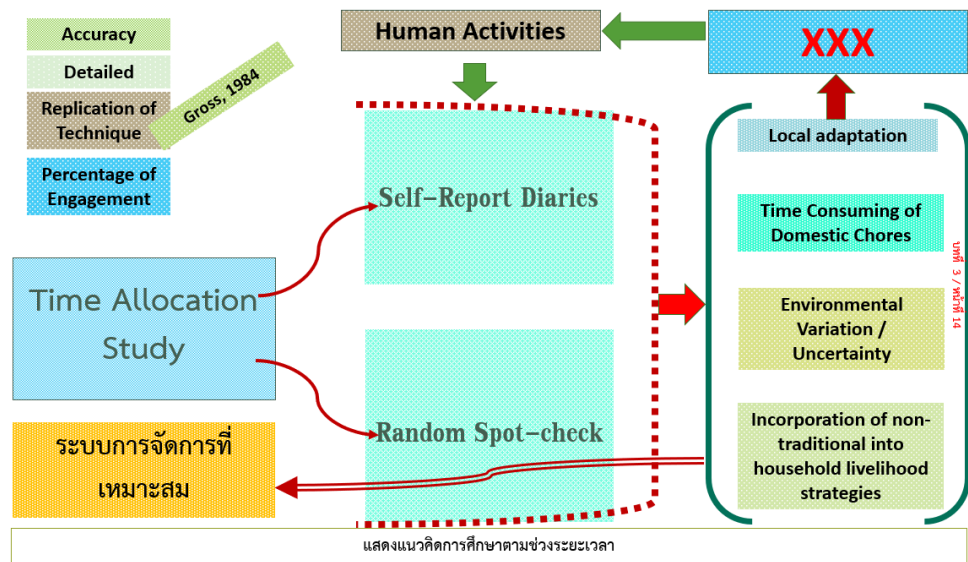 Accuracy
Detailed
Replication of
Technique
Percentage of
Engagement
Gross, 1984
Human Activities
XXX
Self-Report Diaries
Random Spot-check
Time Allocation
Study
ระบบการจัดการที่
เหมาะสม
Local adaptation
Time Consuming of
Domestic Chores
Environmental
Variation /
Uncertainty
Incorporation of non-
traditional into
household livelihood
strategies
บทที่ 3 / หน้าที่ 14
แสดงแนวคิดการศึกษาตามช่วงระยะเวลา